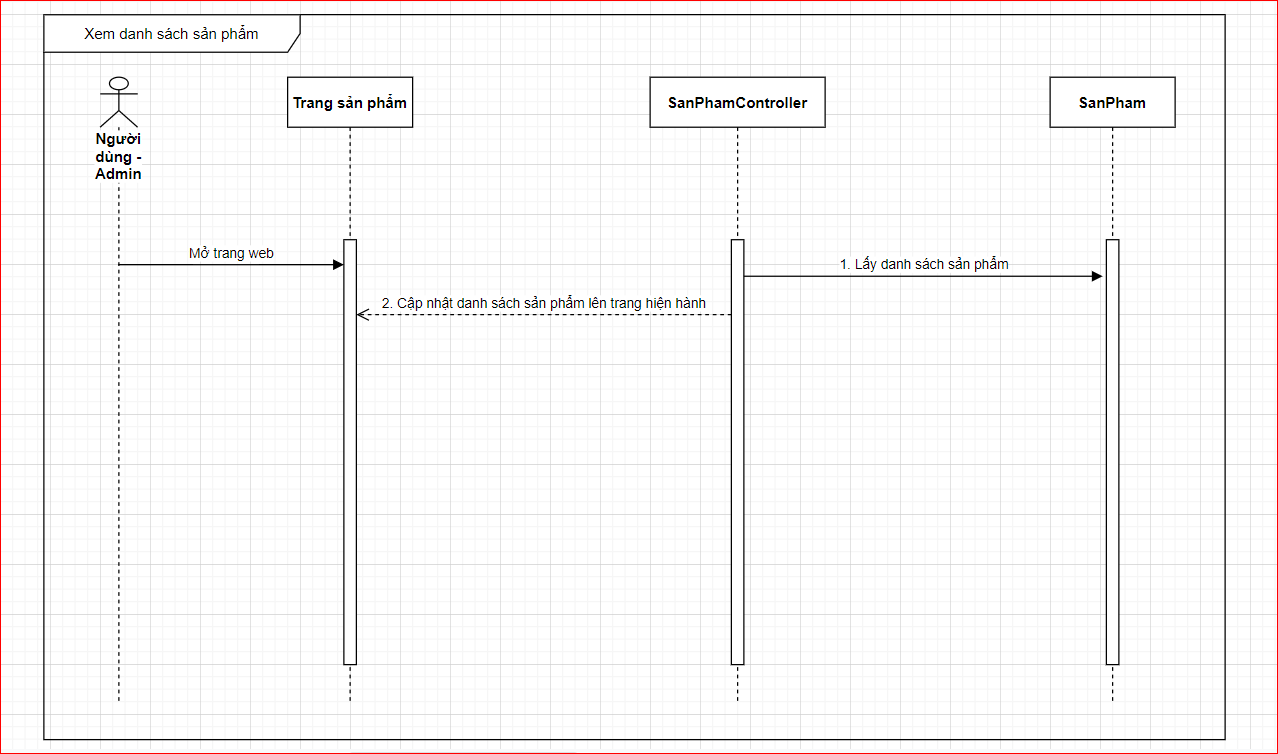 Xem danh sách sản phẩm
Trang sản phẩm
SanPhamController
SanPham
Người
dùng -
Admin
Mở trang web
1. Lấy danh sách sản phẩm
2. Cập nhật danh sách sản phẩm lên trang hiện hành